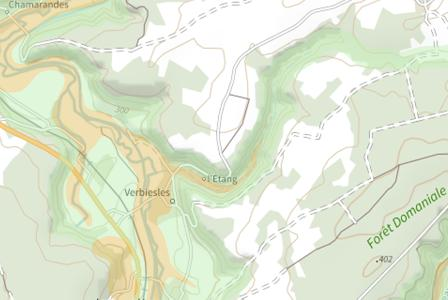 Chamarandes
300
l'Étang
Verbiesles
Forêt Domaniale
402